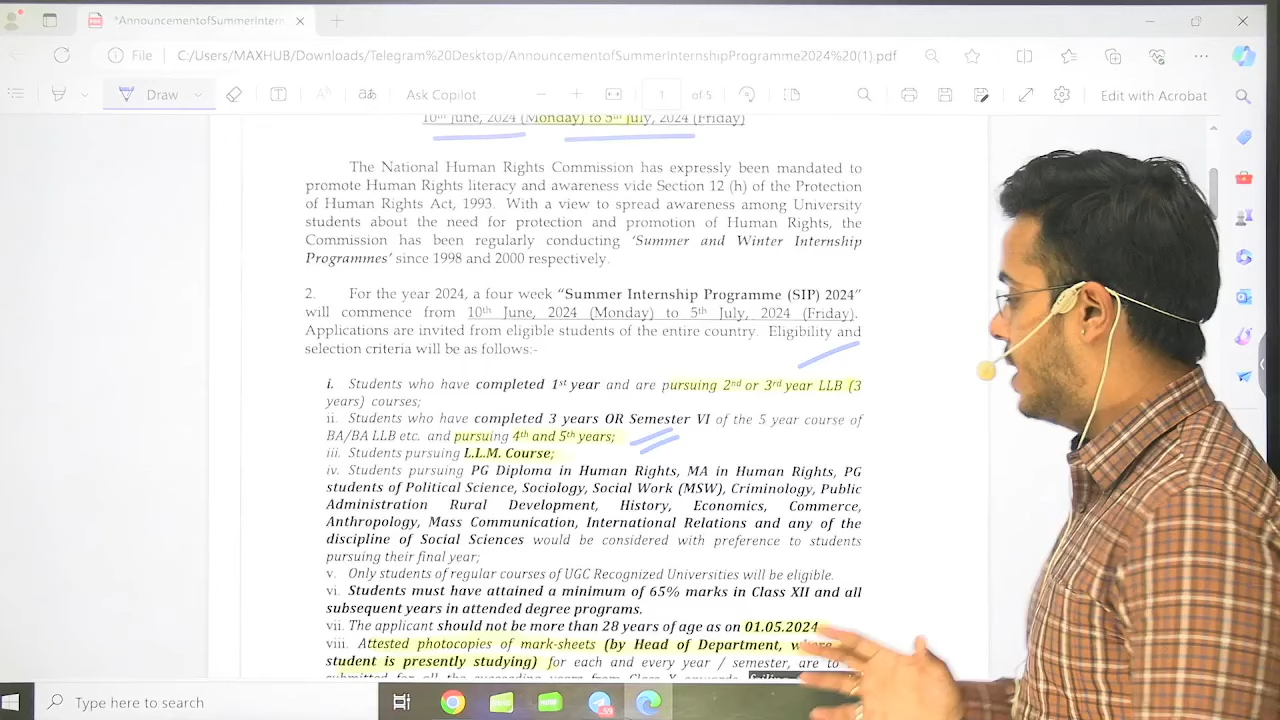 *AnnouncementofSummerIntern
File
C:/Users/MAXHUB/Downloads/Telegram%20Desktop/AnnouncementofSummerInternshipProgramme2024%20(1).pdf
Draw
Ask Copilot
1
of 5
Edit with Acrobat
10th June, 2024 (Monday) to 5th July, 2024 (Friday)
The National Human Rights Commission has expressly been mandated to
promote Human Rights literacy and awareness vide Section 12 (h) of the Protection
of Human Rights Act, 1993. With a view to spread awareness among University
students about the need for protection and promotion of Human Rights, the
Commission has been regularly conducting ‘Summer and Winter Internship
Programmes’ since 1998 and 2000 respectively.
2. For the year 2024, a four week “Summer Internship Programme (SIP) 2024”
will commence from 10th June, 2024 (Monday) to 5th July, 2024 (Friday).
Applications are invited from eligible students of the entire country. Eligibility and
selection criteria will be as follows:-
i. Students who have completed 1st year and are pursuing 2nd or 3rd year LLB (3
years) courses;
ii. Students who have completed 3 years OR Semester VI of the 5 year course of
BA/BA LLB etc. and pursuing 4th and 5th years;
iii. Students pursuing L.L.M. Course;
iv. Students pursuing PG Diploma in Human Rights, MA in Human Rights, PG
students of Political Science, Sociology, Social Work (MSW), Criminology, Public
Administration Rural Development, History, Economics, Commerce,
Anthropology, Mass Communication, International Relations and any of the
discipline of Social Sciences would be considered with preference to students
pursuing their final year;
v. Only students of regular courses of UGC Recognized Universities will be eligible.
vi. Students must have attained a minimum of 65% marks in Class XII and all
subsequent years in attended degree programs.
vii. The applicant should not be more than 28 years of age as on 01.05.2024
viii. Attested photocopies of mark-sheets (by Head of Department,
student is presently studying) for each and every year / semester, are to
Type here to search